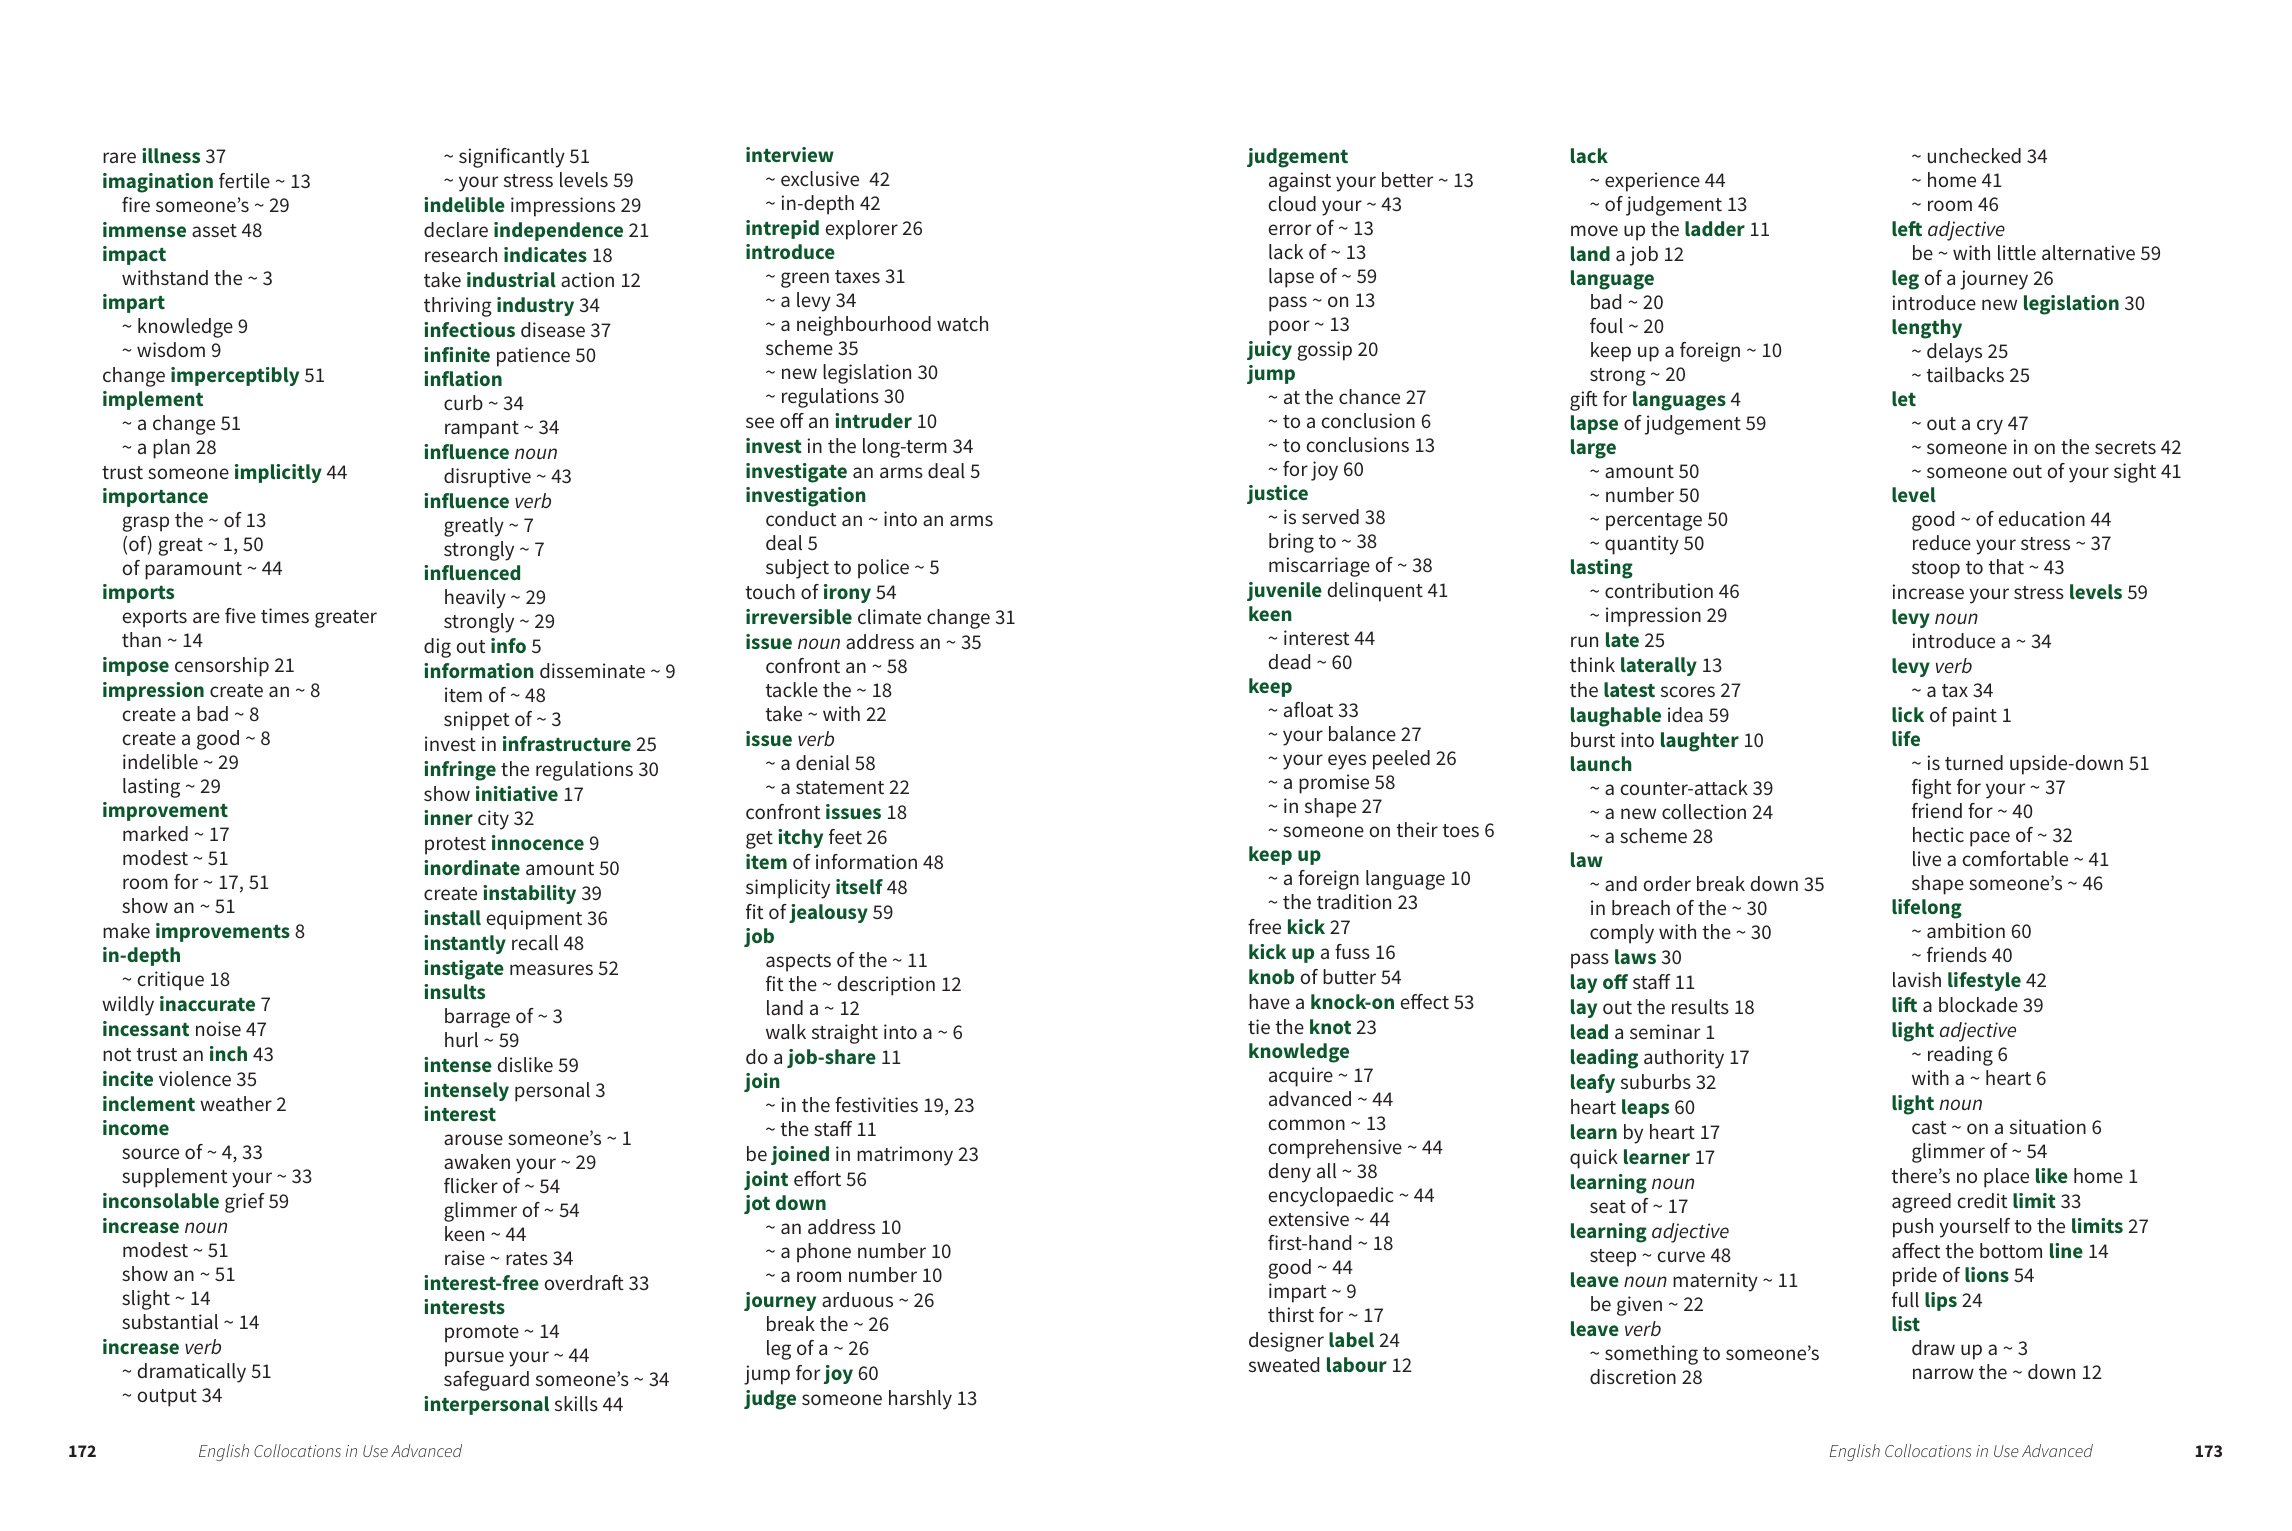 rare illness 37
imagination fertile ~ 13
fire someone’s ~ 29
immense asset 48
impact
withstand the ~ 3
impart
~ knowledge 9
~ wisdom 9
change imperceptibly 51
implement
~ a change 51
~ a plan 28
trust someone implicitly 44
importance
grasp the ~ of 13
(of) great ~ 1, 50
of paramount ~ 44
imports
exports are five times greater
than ~ 14
impose censorship 21
impression create an ~ 8
create a bad ~ 8
create a good ~ 8
indelible ~ 29
lasting ~ 29
improvement
marked ~ 17
modest ~ 51
room for ~ 17, 51
show an ~ 51
make improvements 8
in-depth
~ critique 18
wildly inaccurate 7
incessant noise 47
not trust an inch 43
incite violence 35
inclement weather 2
income
source of ~ 4, 33
supplement your ~ 33
inconsolable grief 59
increase noun
modest ~ 51
show an ~ 51
slight ~ 14
substantial ~ 14
increase verb
~ dramatically 51
~ output 34
~ significantly 51
~ your stress levels 59
indelible impressions 29
declare independence 21
research indicates 18
take industrial action 12
thriving industry 34
infectious disease 37
infinite patience 50
inflation
curb ~ 34
rampant ~ 34
influence noun
disruptive ~ 43
influence verb
greatly ~ 7
strongly ~ 7
influenced
heavily ~ 29
strongly ~ 29
dig out info 5
information disseminate ~ 9
item of ~ 48
snippet of ~ 3
invest in infrastructure 25
infringe the regulations 30
show initiative 17
inner city 32
protest innocence 9
inordinate amount 50
create instability 39
install equipment 36
instantly recall 48
instigate measures 52
insults
barrage of ~ 3
hurl ~ 59
intense dislike 59
intensely personal 3
interest
arouse someone’s ~ 1
awaken your ~ 29
flicker of ~ 54
glimmer of ~ 54
keen ~ 44
raise ~ rates 34
interest-free overdraft 33
interests
promote ~ 14
pursue your ~ 44
safeguard someone’s ~ 34
interpersonal skills 44
interview
~ exclusive 42
~ in-depth 42
intrepid explorer 26
introduce
~ green taxes 31
~ a levy 34
~ a neighbourhood watch
scheme 35
~ new legislation 30
~ regulations 30
see off an intruder 10
invest in the long-term 34
investigate an arms deal 5
investigation
conduct an ~ into an arms
deal 5
subject to police ~ 5
touch of irony 54
irreversible climate change 31
issue noun address an ~ 35
confront an ~ 58
tackle the ~ 18
take ~ with 22
issue verb
~ a denial 58
~ a statement 22
confront issues 18
get itchy feet 26
item of information 48
simplicity itself 48
fit of jealousy 59
job
aspects of the ~ 11
fit the ~ description 12
land a ~ 12
walk straight into a ~ 6
do a job-share 11
join
~ in the festivities 19, 23
~ the staff 11
be joined in matrimony 23
joint effort 56
jot down
~ an address 10
~ a phone number 10
~ a room number 10
journey arduous ~ 26
break the ~ 26
leg of a ~ 26
jump for joy 60
judge someone harshly 13
172 English Collocations in Use Advanced
judgement
against your better ~ 13
cloud your ~ 43
error of ~ 13
lack of ~ 13
lapse of ~ 59
pass ~ on 13
poor ~ 13
juicy gossip 20
jump
~ at the chance 27
~ to a conclusion 6
~ to conclusions 13
~ for joy 60
justice
~ is served 38
bring to ~ 38
miscarriage of ~ 38
juvenile delinquent 41
keen
~ interest 44
dead ~ 60
keep
~ afloat 33
~ your balance 27
~ your eyes peeled 26
~ a promise 58
~ in shape 27
~ someone on their toes 6
keep up
~ a foreign language 10
~ the tradition 23
free kick 27
kick up a fuss 16
knob of butter 54
have a knock-on effect 53
tie the knot 23
knowledge
acquire ~ 17
advanced ~ 44
common ~ 13
comprehensive ~ 44
deny all ~ 38
encyclopaedic ~ 44
extensive ~ 44
first-hand ~ 18
good ~ 44
impart ~ 9
thirst for ~ 17
designer label 24
sweated labour 12
lack
~ experience 44
~ of judgement 13
move up the ladder 11
land a job 12
language
bad ~ 20
foul ~ 20
keep up a foreign ~ 10
strong ~ 20
gift for languages 4
lapse of judgement 59
large
~ amount 50
~ number 50
~ percentage 50
~ quantity 50
lasting
~ contribution 46
~ impression 29
run late 25
think laterally 13
the latest scores 27
laughable idea 59
burst into laughter 10
launch
~ a counter-attack 39
~ a new collection 24
~ a scheme 28
law
~ and order break down 35
in breach of the ~ 30
comply with the ~ 30
pass laws 30
lay off staff 11
lay out the results 18
lead a seminar 1
leading authority 17
leafy suburbs 32
heart leaps 60
learn by heart 17
quick learner 17
learning noun
seat of ~ 17
learning adjective
steep ~ curve 48
leave noun maternity ~ 11
be given ~ 22
leave verb
~ something to someone’s
discretion 28
~ unchecked 34
~ home 41
~ room 46
left adjective
be ~ with little alternative 59
leg of a journey 26
introduce new legislation 30
lengthy
~ delays 25
~ tailbacks 25
let
~ out a cry 47
~ someone in on the secrets 42
~ someone out of your sight 41
level
good ~ of education 44
reduce your stress ~ 37
stoop to that ~ 43
increase your stress levels 59
levy noun
introduce a ~ 34
levy verb
~ a tax 34
lick of paint 1
life
~ is turned upside-down 51
fight for your ~ 37
friend for ~ 40
hectic pace of ~ 32
live a comfortable ~ 41
shape someone’s ~ 46
lifelong
~ ambition 60
~ friends 40
lavish lifestyle 42
lift a blockade 39
light adjective
~ reading 6
with a ~ heart 6
light noun
cast ~ on a situation 6
glimmer of ~ 54
there’s no place like home 1
agreed credit limit 33
push yourself to the limits 27
affect the bottom line 14
pride of lions 54
full lips 24
list
draw up a ~ 3
narrow the ~ down 12
English Collocations in Use Advanced 173